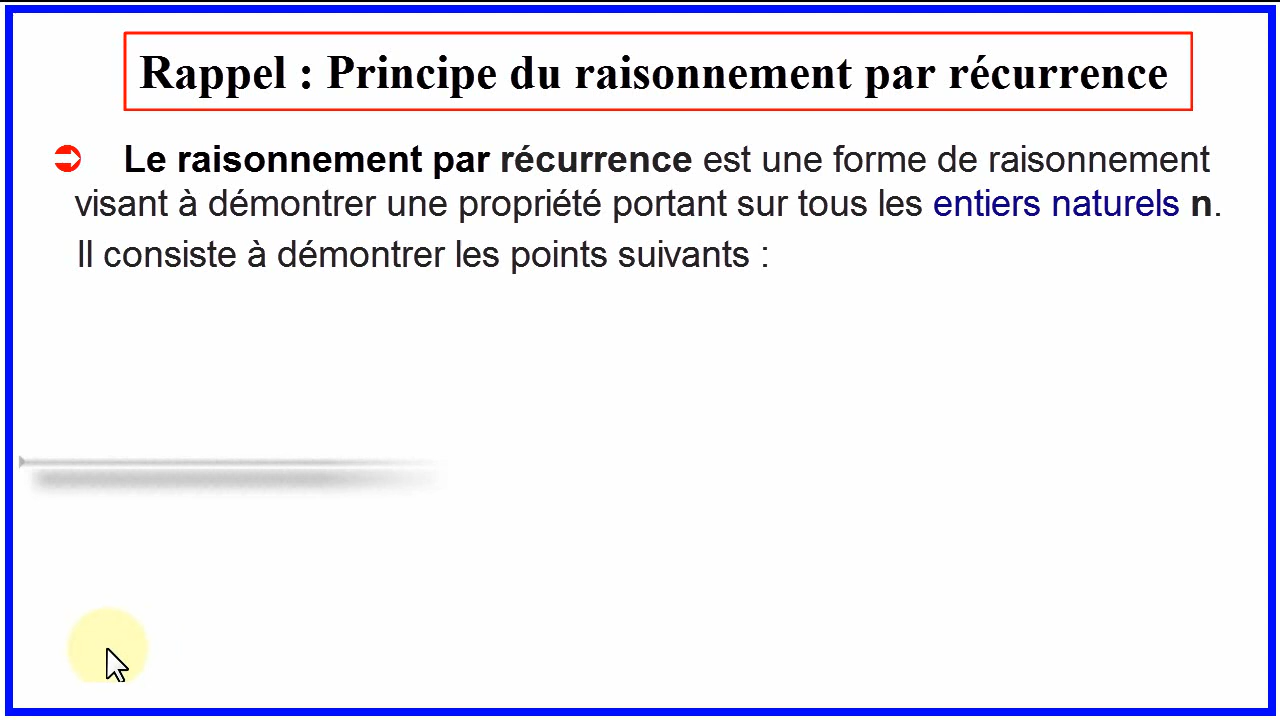 Rappel : Principe du raisonnement par récurrence
Le raisonnement par récurrence est une forme de raisonnement
visant à démontrer une propriété portant sur tous les entiers naturels n.
Il consiste à démontrer les points suivants :